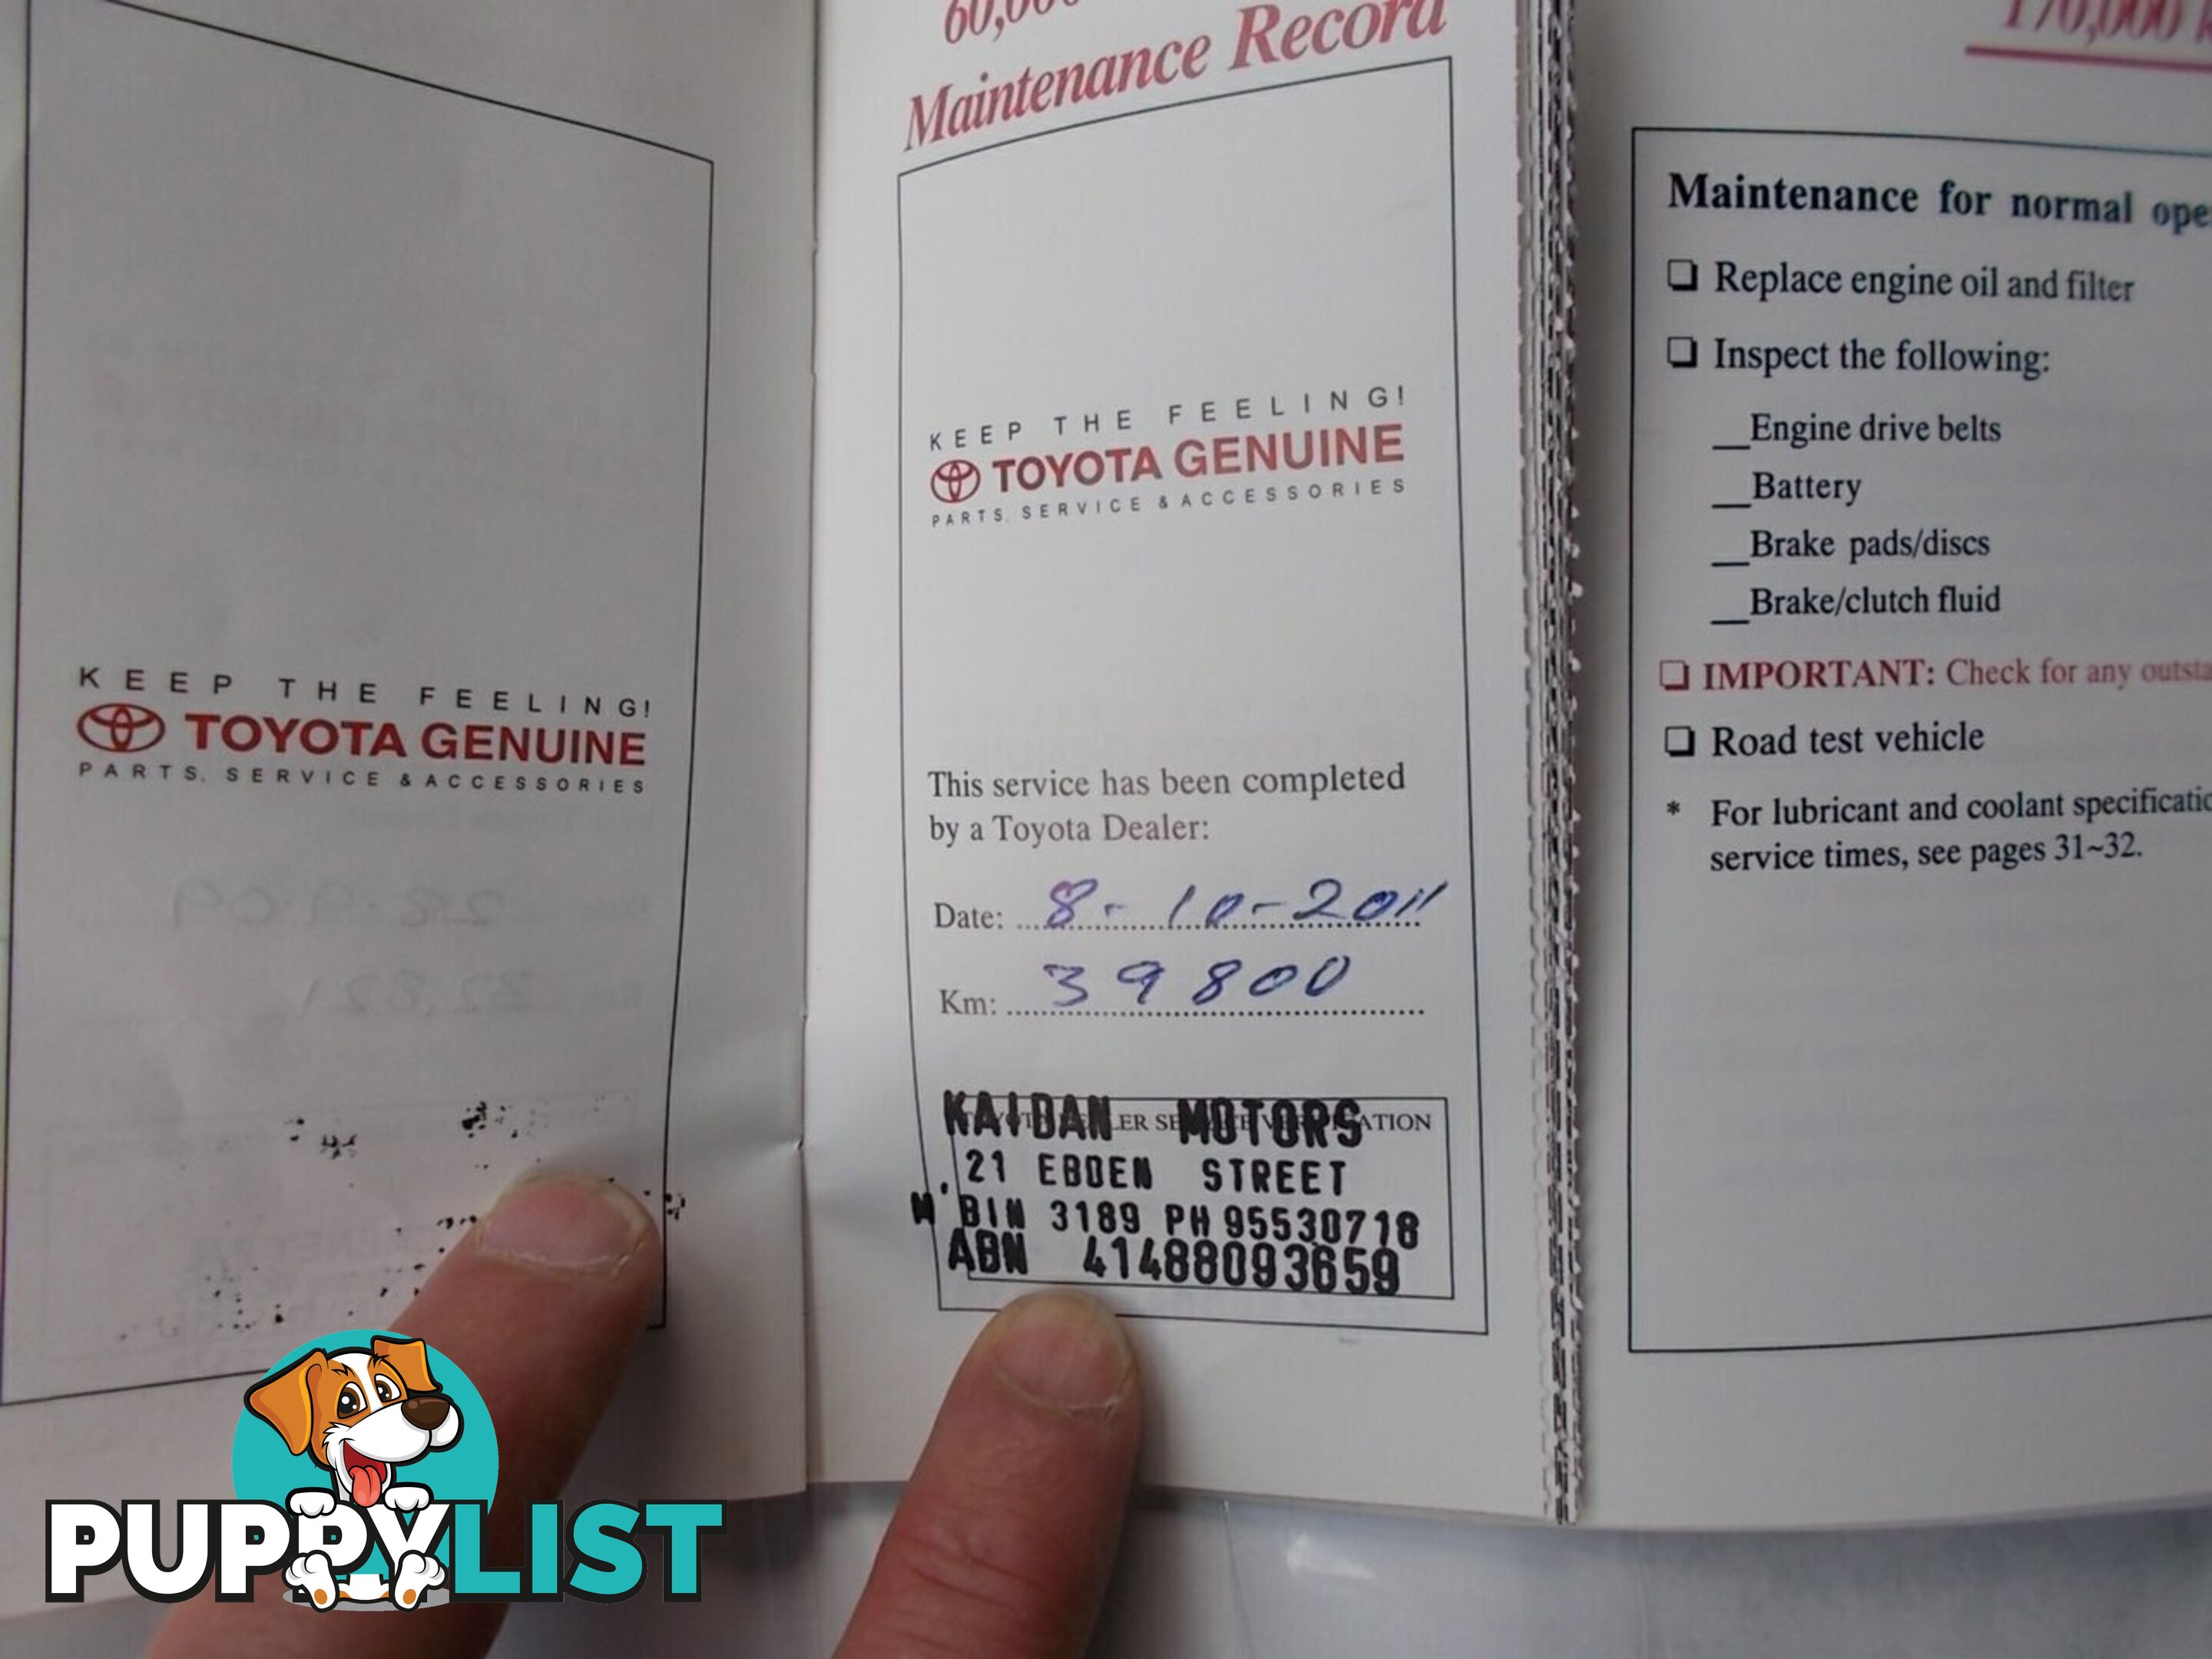 KEEP THE FEELING!
TOYOTA GENUINE
PARTS, SERVICE & ACCESSORIES
60,000
Maintenance Record
KEEP THE FEELING!
TOYOTA GENUINE
PARTS, SERVICE & ACCESSORIES
This service has been completed
by a Toyota Dealer:
Date: 8-10-2011
Km: 39800
KAIDAN MOTORS
21 EBDEN STREET
M'BIN 3189 PH 95530718
ABN 41488093659
170,000
Maintenance for normal
Replace engine oil and filter
Inspect the following:
Engine drive belts
Battery
Brake pads/discs
Brake/clutch fluid
IMPORTANT: Check for any
Road test vehicle
* For lubricant and coolant
service times, see pages 31~32.
PUPPYLIST